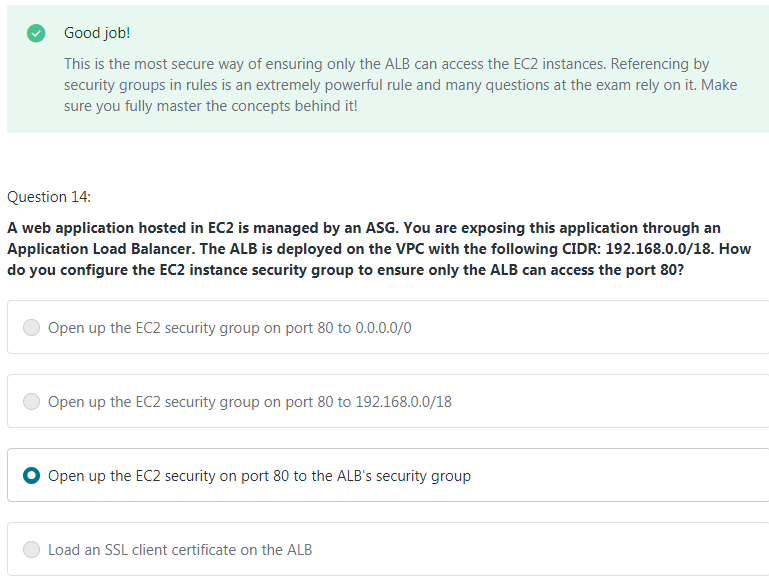 Good job!
This is the most secure way of ensuring only the ALB can access the EC2 instances. Referencing by
security groups in rules is an extremely powerful rule and many questions at the exam rely on it. Make
sure you fully master the concepts behind it!
Question 14:
A web application hosted in EC2 is managed by an ASG. You are exposing this application through an
Application Load Balancer. The ALB is deployed on the VPC with the following CIDR: 192.168.0.0/18. How
do you configure the EC2 instance security group to ensure only the ALB can access the port 80?
Open up the EC2 security group on port 80 to 0.0.0.0/0
Open up the EC2 security group on port 80 to 192.168.0.0/18
Open up the EC2 security on port 80 to the ALB's security group
Load an SSL client certificate on the ALB